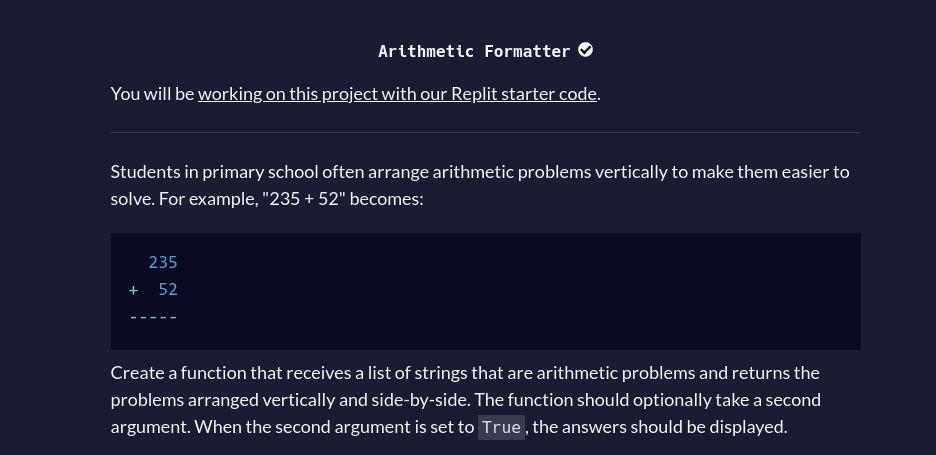 Arithmetic Formatter
You will be working on this project with our Replit starter code.
Students in primary school often arrange arithmetic problems vertically to make them easier to
solve. For example, "235 + 52" becomes:
  235
+  52
-----
Create a function that receives a list of strings that are arithmetic problems and returns the
problems arranged vertically and side-by-side. The function should optionally take a second
argument. When the second argument is set to True, the answers should be displayed.